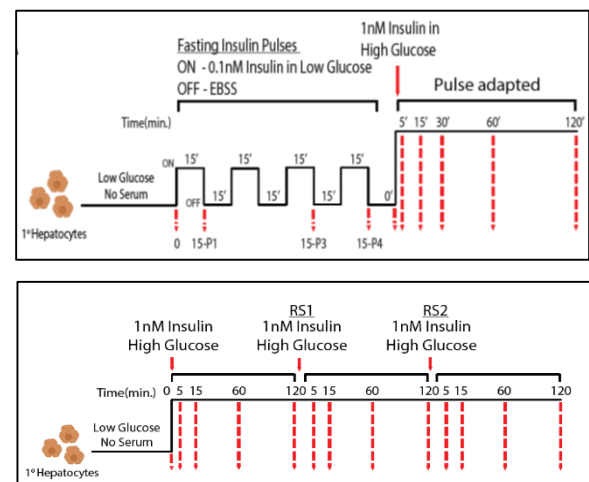 1nM Insulin in
High Glucose
Fasting Insulin Pulses
ON - 0.1nM Insulin in Low Glucose
OFF - EBSS
Pulse adapted
Time(min.)
5' 15' 30' 60' 120'
ON 15' 15' 15' 15'
Low Glucose
No Serum
OFF 15' 15' 15' 0'
1° Hepatocytes
0 15-P1 15-P3 15-P4
RS1 RS2
1nM Insulin 1nM Insulin 1nM Insulin
High Glucose High Glucose High Glucose
Time(min.) 0 5 15 60 120 5 15 60 120 5 15 60 120
Low Glucose
No Serum
1° Hepatocytes